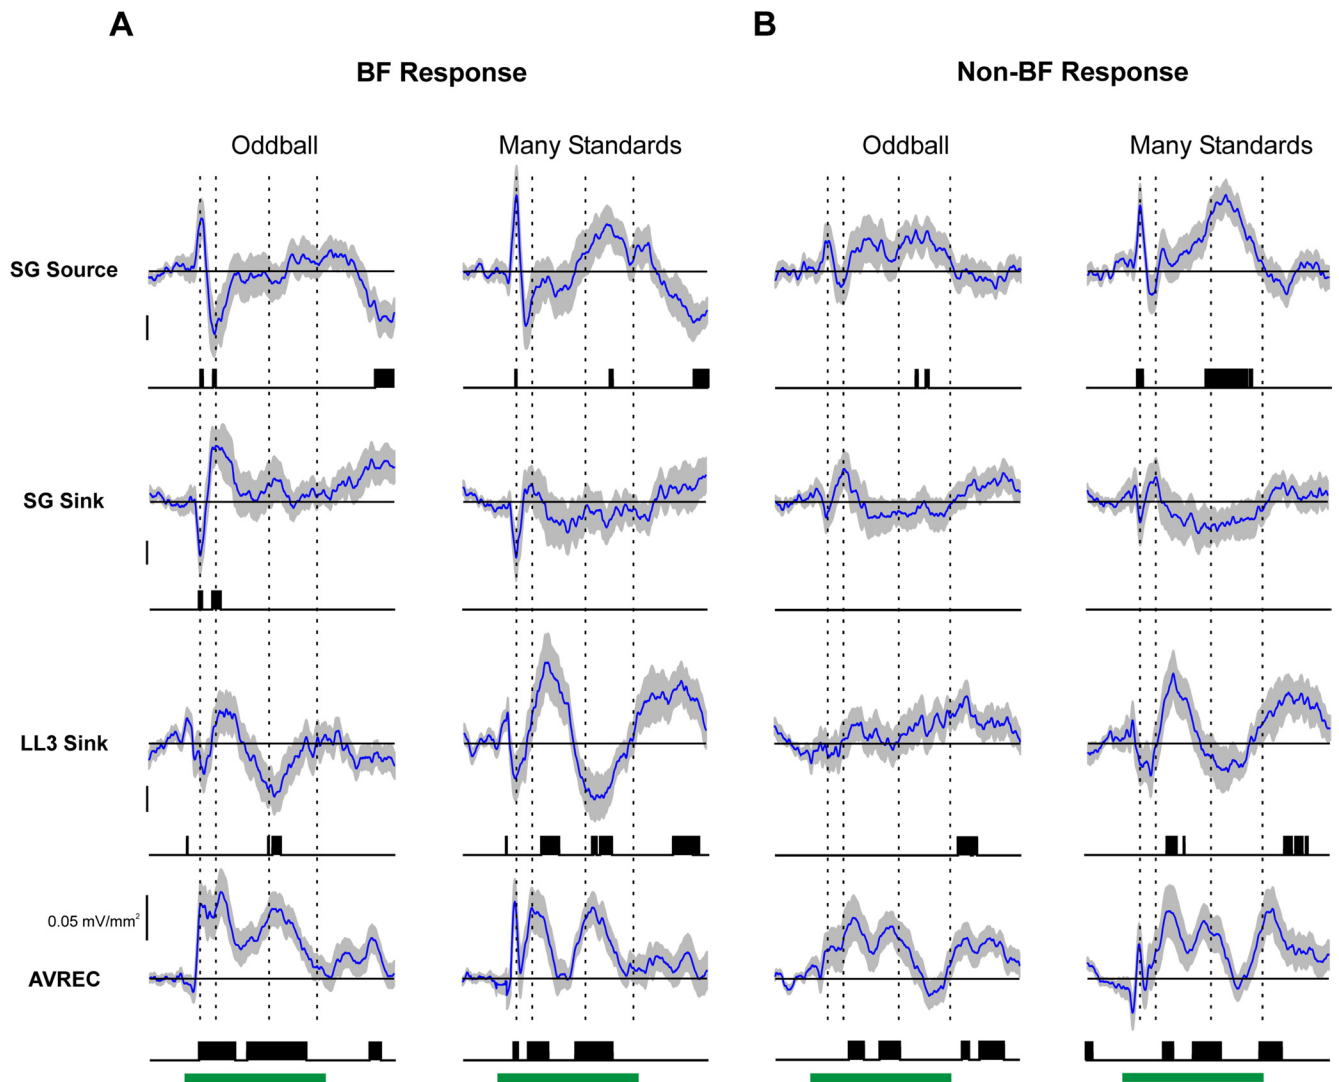 A
B
BF Response
Non-BF Response
Oddball
Many Standards
Oddball
Many Standards
SG Source
SG Sink
LL3 Sink
0.05 mV/mm²
AVREC